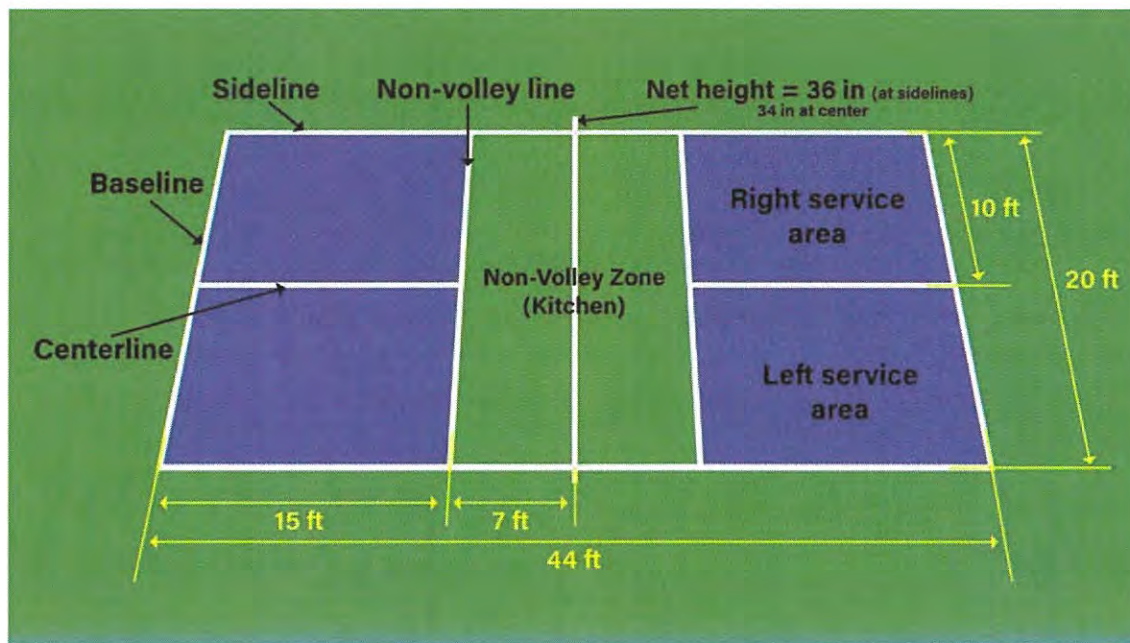 Sideline
Non-volley line
Net height = 36 in (at sidelines)
34 in at center
Baseline
Right service
area
10 ft
Non-Volley Zone
(Kitchen)
20 ft
Centerline
Left service
area
15 ft
7 ft
44 ft